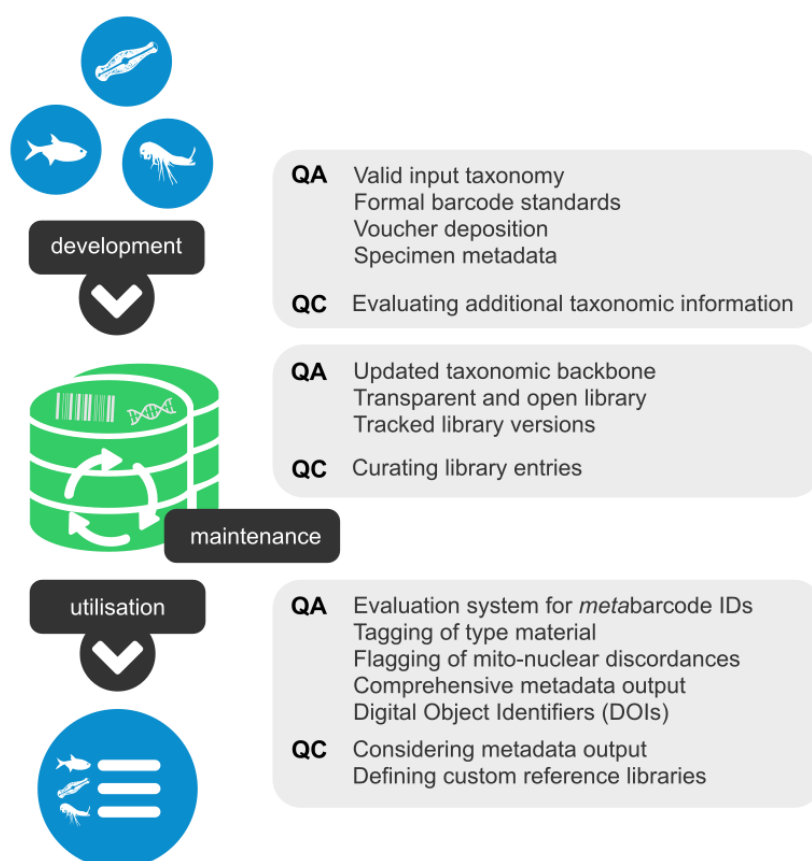 development
QA Valid input taxonomy
Formal barcode standards
Voucher deposition
Specimen metadata
QC Evaluating additional taxonomic information
QA Updated taxonomic backbone
Transparent and open library
Tracked library versions
QC Curating library entries
maintenance
utilisation
QA Evaluation system for metabarcode IDs
Tagging of type material
Flagging of mito-nuclear discordances
Comprehensive metadata output
Digital Object Identifiers (DOIs)
QC Considering metadata output
Defining custom reference libraries